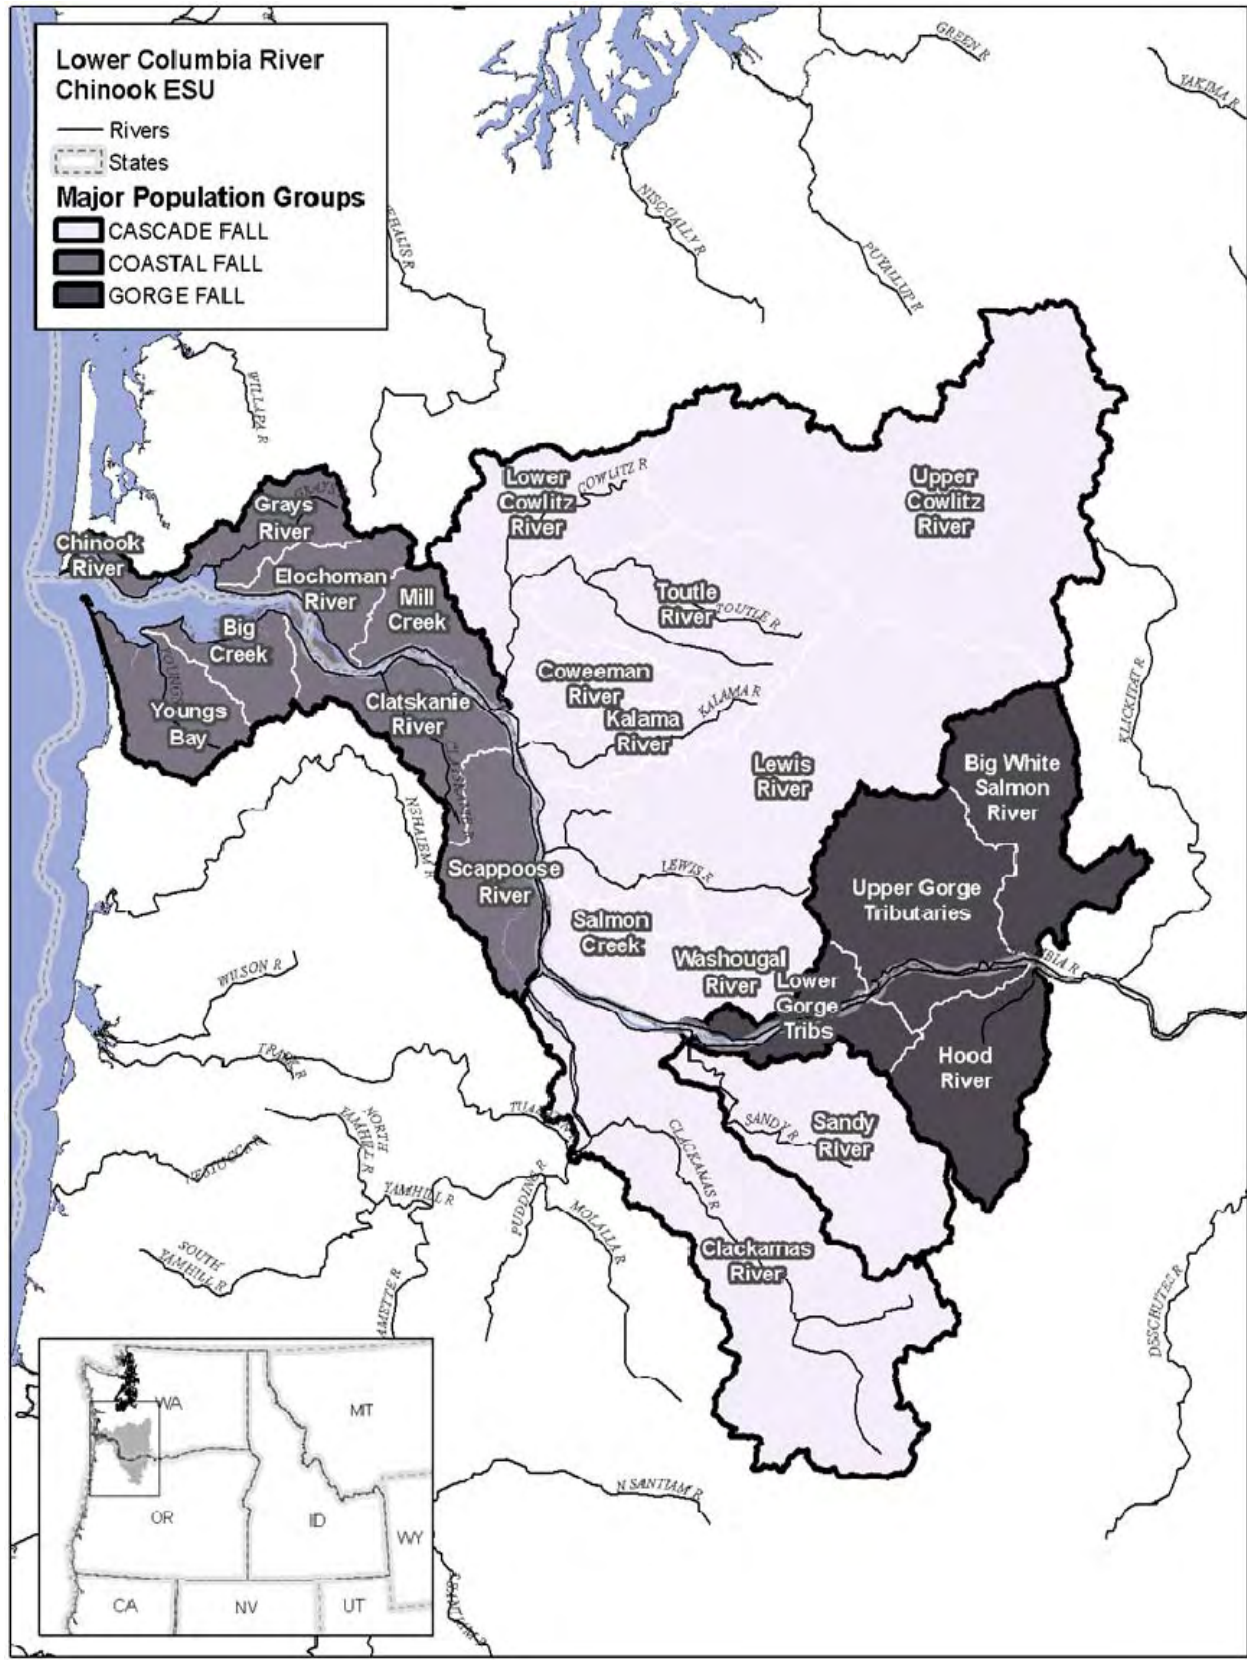 Lower Columbia River
Chinook ESU
Rivers
States
Major Population Groups
CASCADE FALL
COASTAL FALL
GORGE FALL
GREEN R
YAKIMA R
NISQUALLY R
PUYALLUP R
WILLAPA R
Lower
Cowlitz
River
COWLITZ R
Upper
Cowlitz
River
Grays
River
GRAYS
Chinook
River
Elochoman
River
Mill
Creek
Toutle
River
TOUTLE R
Big
Creek
Coweeman
River
Clatskanie
River
Kalama
River
KALAMA R
KLICKITAT R
Youngs
Bay
Lewis
River
Big White
Salmon
River
NEHALEM R
Scappoose
River
LEWIS R
Upper Gorge
Tributaries
Salmon
Creek
Washougal
River
Lower
Gorge
Tribs
MBIA R
WILSON R
TRASK R
Hood
River
NORTH
YAMHILL R
SANDY R
Sandy
River
CLACKAMAS R
YAMHILL R
PUDDING R
MOLALLA R
SOUTH
YAMHILL R
Clackamas
River
AMETTE R
DESCHUTES R
N SANTIAM R
WA
MT
OR
ID
WY
CA
NV
UT